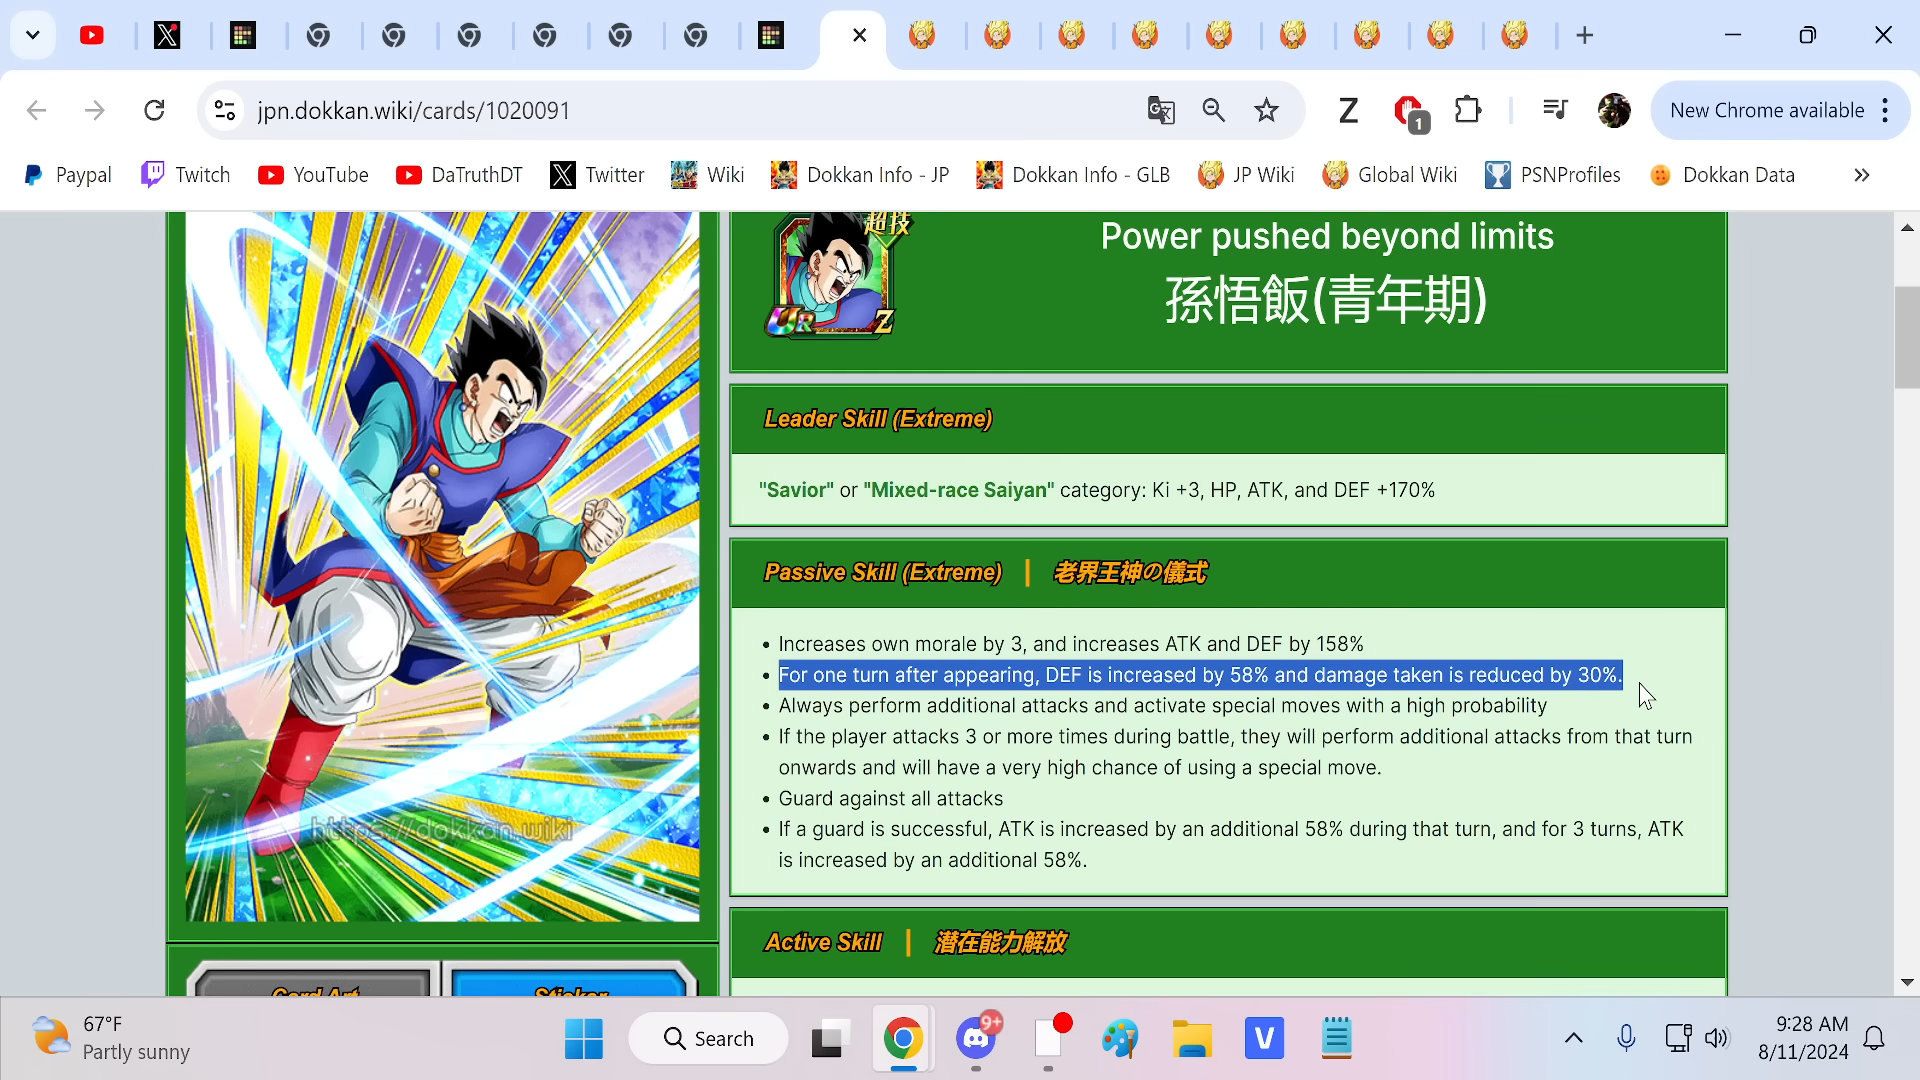 jpn.dokkan.wiki/cards/1020091
1
New Chrome available
Paypal
Twitch
YouTube
DaTruthDT
Twitter
Wiki
Dokkan Info - JP
Dokkan Info - GLB
JP Wiki
Global Wiki
PSNProfiles
Dokkan Data
超技
UR
Z
Power pushed beyond limits
孫悟飯(青年期)
Leader Skill (Extreme)
"Savior" or "Mixed-race Saiyan" category: Ki +3, HP, ATK, and DEF +170%
Passive Skill (Extreme) | 老界王神の儀式
• Increases own morale by 3, and increases ATK and DEF by 158%
• For one turn after appearing, DEF is increased by 58% and damage taken is reduced by 30%.
• Always perform additional attacks and activate special moves with a high probability
• If the player attacks 3 or more times during battle, they will perform additional attacks from that turn
onwards and will have a very high chance of using a special move.
• Guard against all attacks
• If a guard is successful, ATK is increased by an additional 58% during that turn, and for 3 turns, ATK
is increased by an additional 58%.
https://dokkan.wiki
Active Skill | 潜在能力解放
Card Art
Sticker
67°F
Partly sunny
Search
9+
V
9:28 AM
8/11/2024